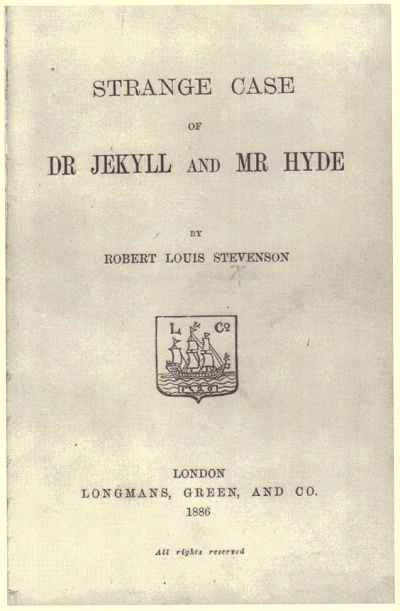 STRANGE CASE
OF
DR JEKYLL AND MR HYDE
BY
ROBERT LOUIS STEVENSON
L Co
LONDON
LONGMANS, GREEN, AND CO.
1886
All rights reserved